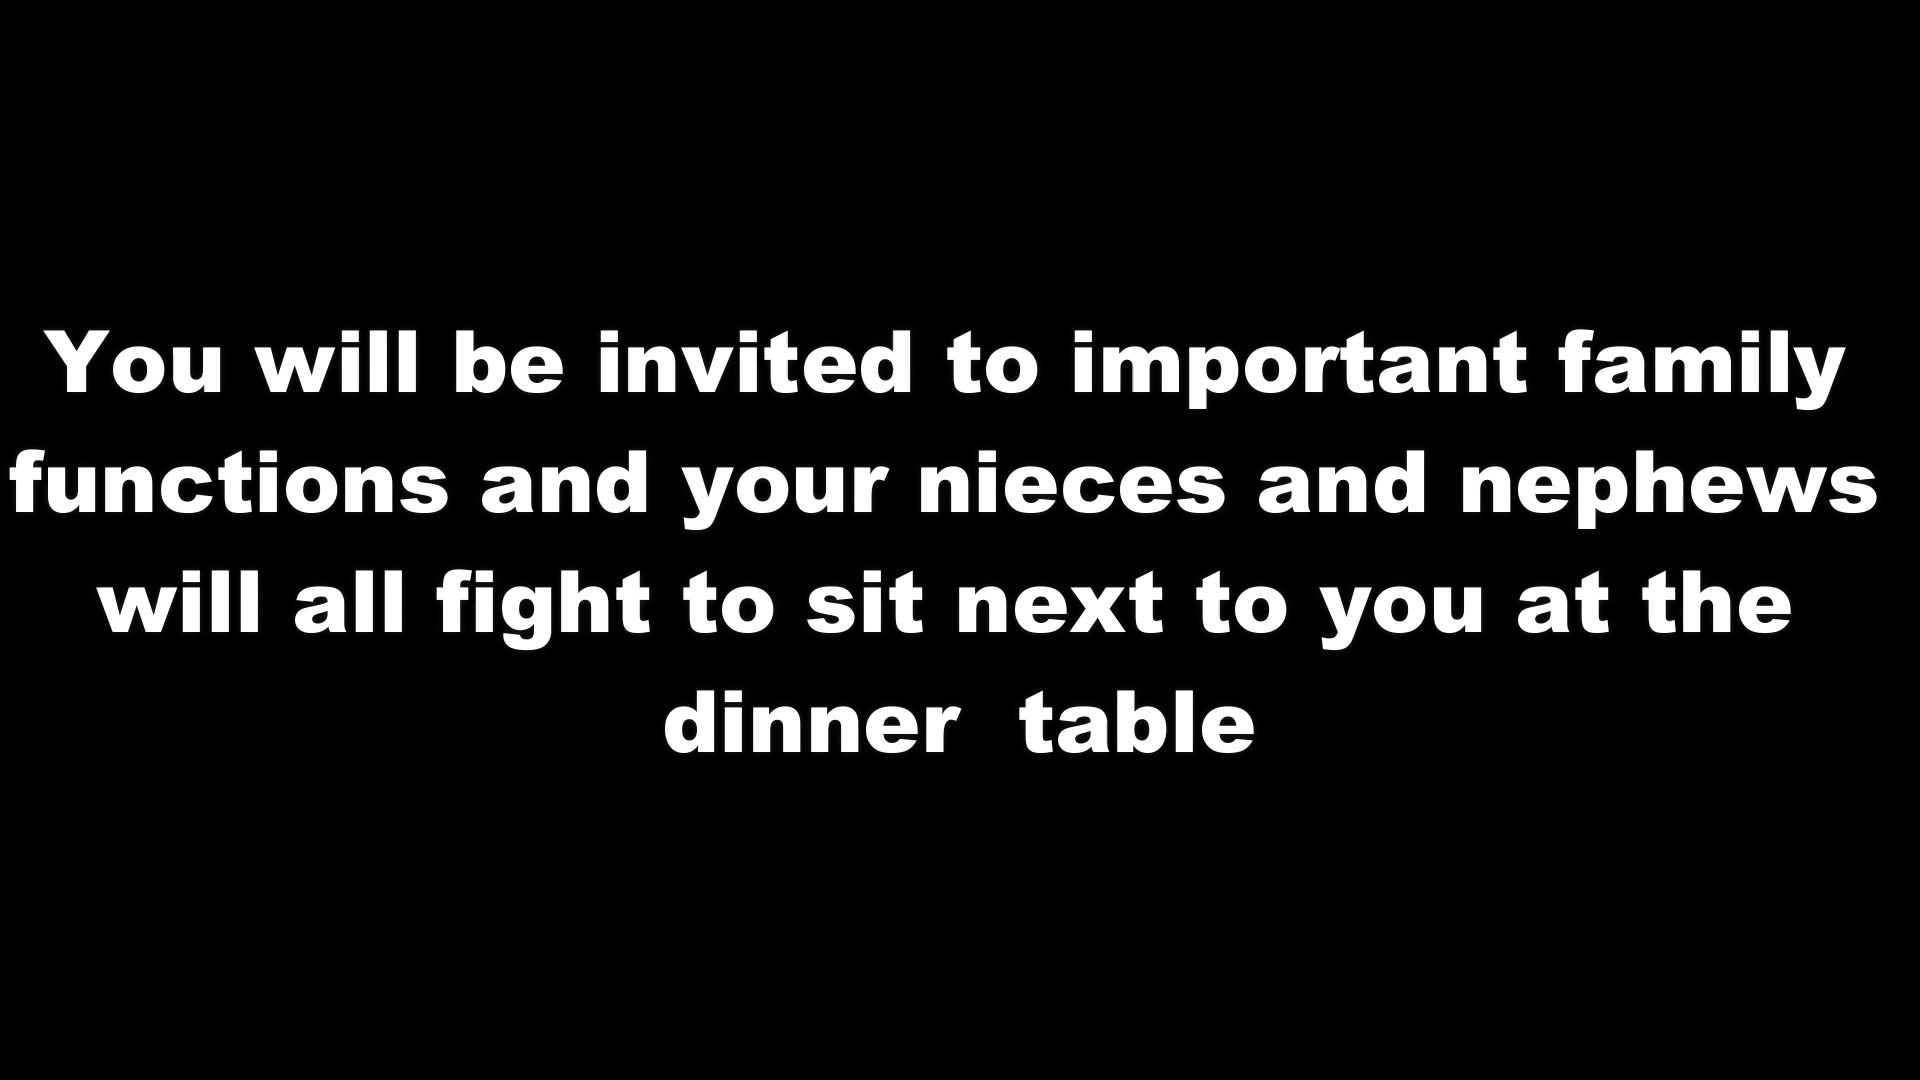 You will be invited to important family
functions and your nieces and nephews
will all fight to sit next to you at the
dinner  table